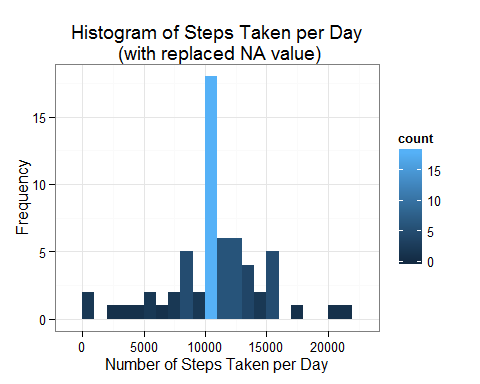 Histogram of Steps Taken per Day
(with replaced NA value)
Frequency
15
10
5
0
0 5000 10000 15000 20000
Number of Steps Taken per Day
count
15
10
5
0